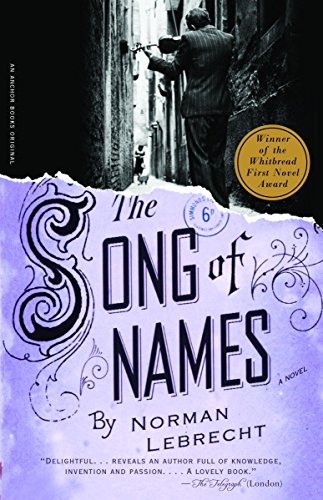 AN ANCHOR BOOKS ORIGINAL
Winner
of the
Whitbread
First Novel
Award
The
6D
SONG of
NAMES
A NOVEL
By NORMAN
LEBRECHT
"DELIGHTFUL. . . . REVEALS AN AUTHOR FULL OF KNOWLEDGE,
INVENTION AND PASSION. . . . A LOVELY BOOK."
—The Telegraph (London)